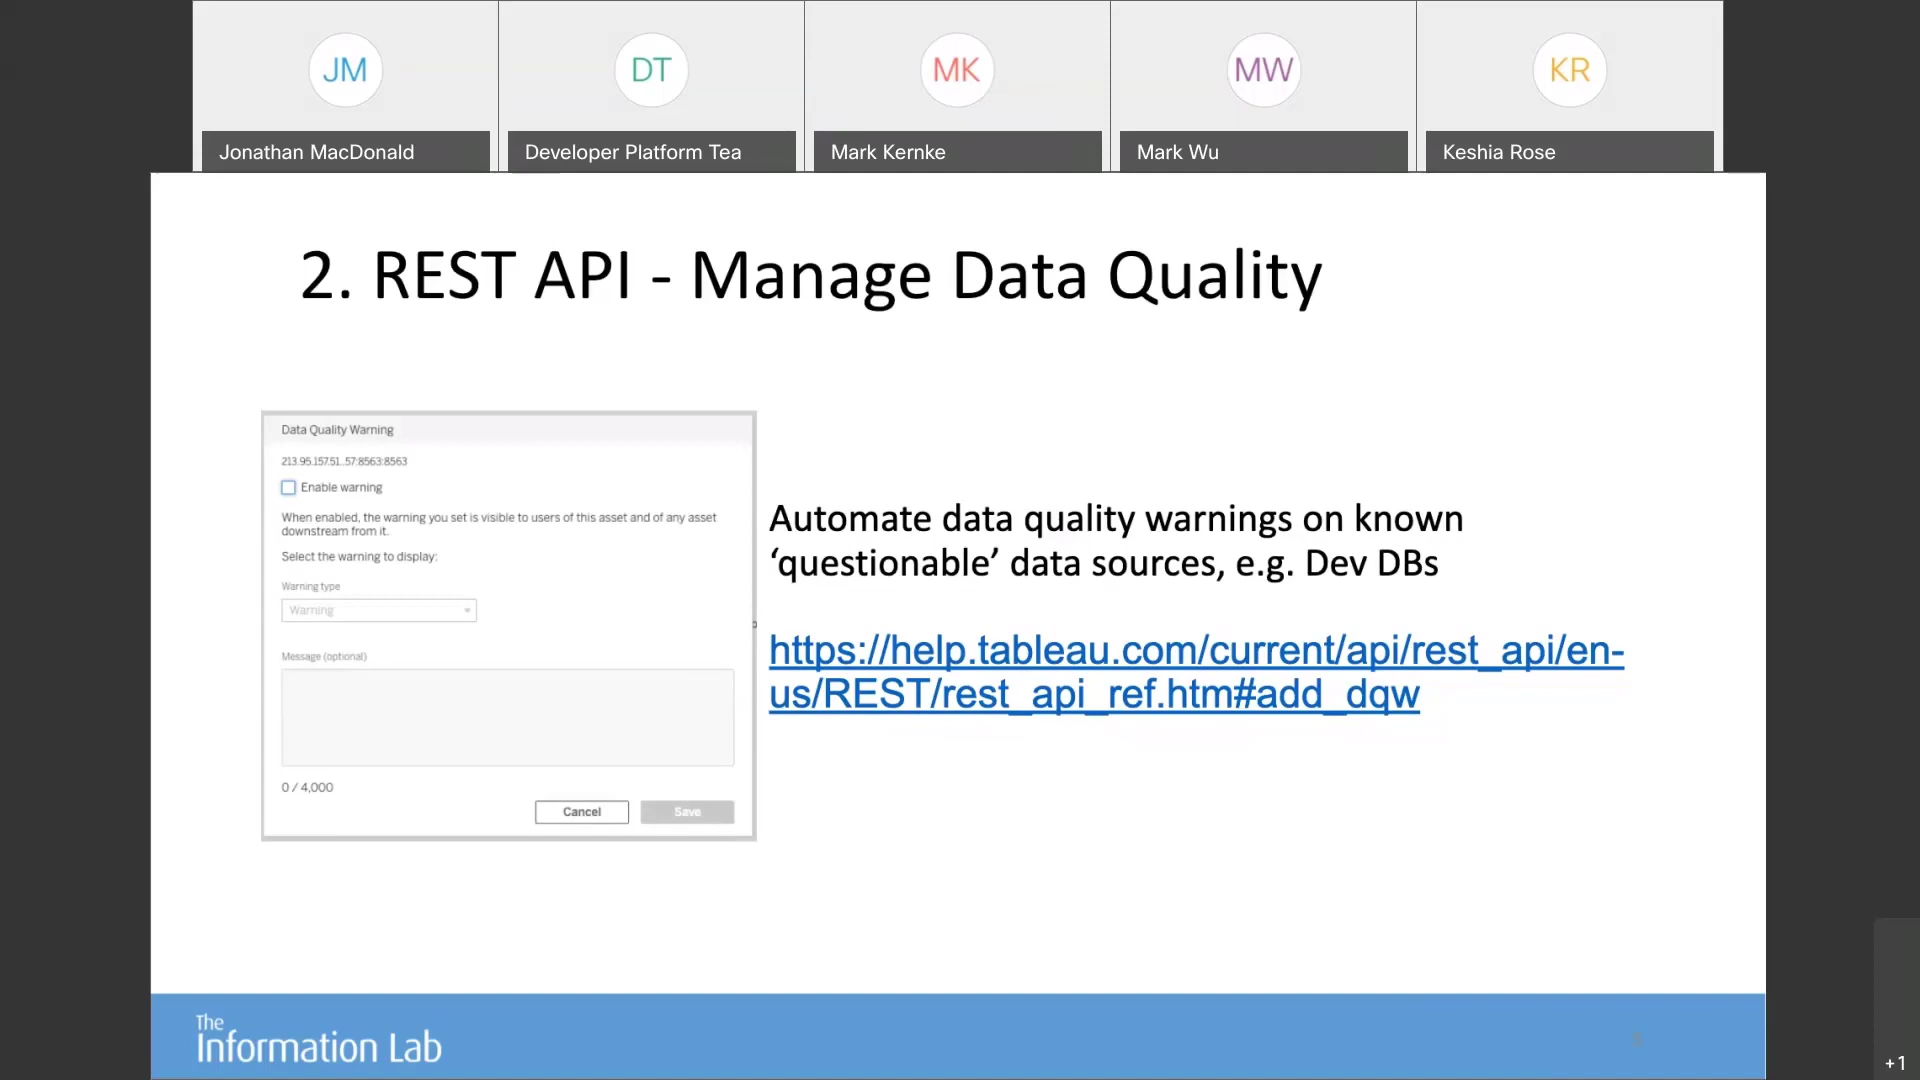 JM
DT
MK
MW
KR
Jonathan MacDonald
Developer Platform Tea
Mark Kernke
Mark Wu
Keshia Rose
2. REST API - Manage Data Quality
Data Quality Warning
213.95.157.51..57:8563:8563
Enable warning
When enabled, the warning you set is visible to users of this asset and of any asset
downstream from it.
Select the warning to display:
Warning type
Warning
Message (optional)
0 / 4,000
Cancel
Save
Automate data quality warnings on known
‘questionable’ data sources, e.g. Dev DBs
https://help.tableau.com/current/api/rest_api/en-
us/REST/rest_api_ref.htm#add_dqw
The
Information Lab
+1